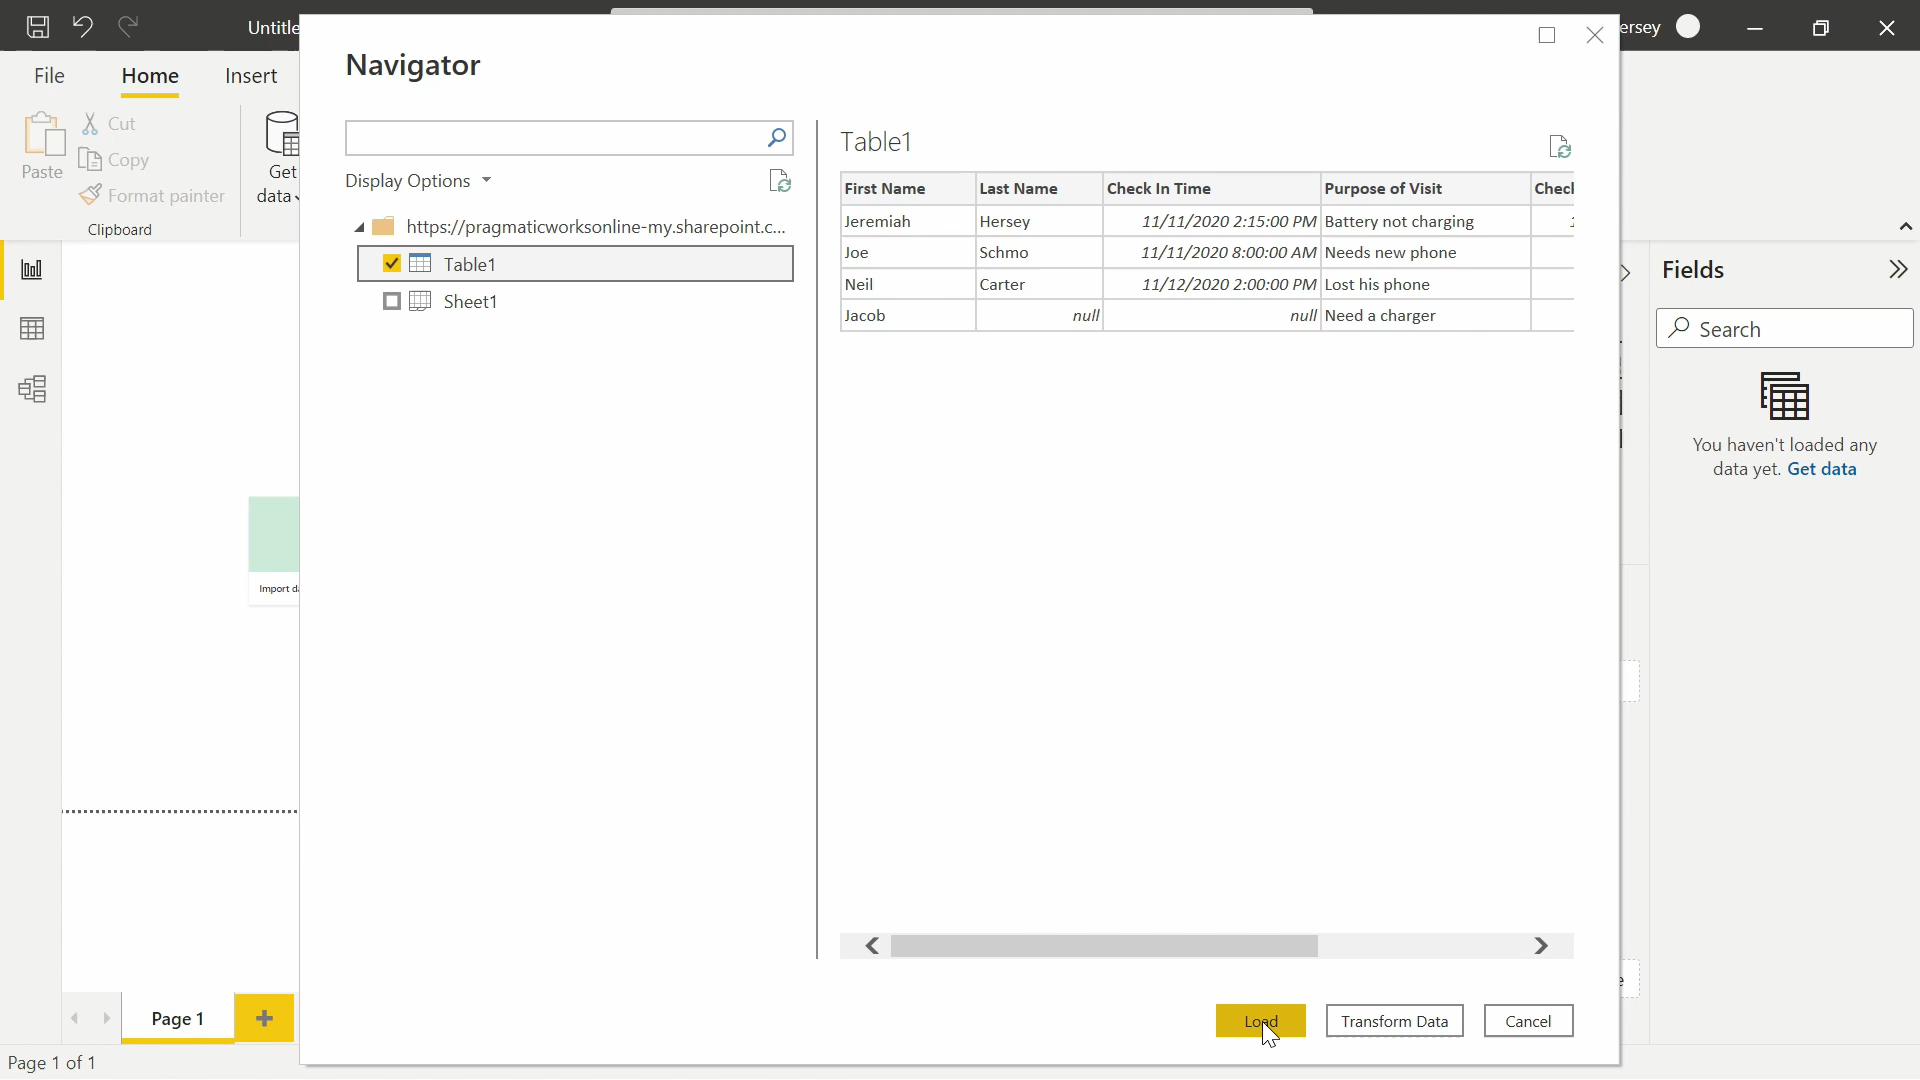 Untitle
ersey
File Home Insert
Paste
Cut
Copy
Format painter
Clipboard
Get
data
Navigator
Display Options
https://pragmaticworksonline-my.sharepoint.c...
Table1
Sheet1
Table1
First Name Last Name Check In Time Purpose of Visit Check
Jeremiah Hersey 11/11/2020 2:15:00 PM Battery not charging
Joe Schmo 11/11/2020 8:00:00 AM Needs new phone
Neil Carter 11/12/2020 2:00:00 PM Lost his phone
Jacob null null Need a charger
Load Transform Data Cancel
Fields
Search
You haven't loaded any
data yet. Get data
Import da
Page 1
Page 1 of 1